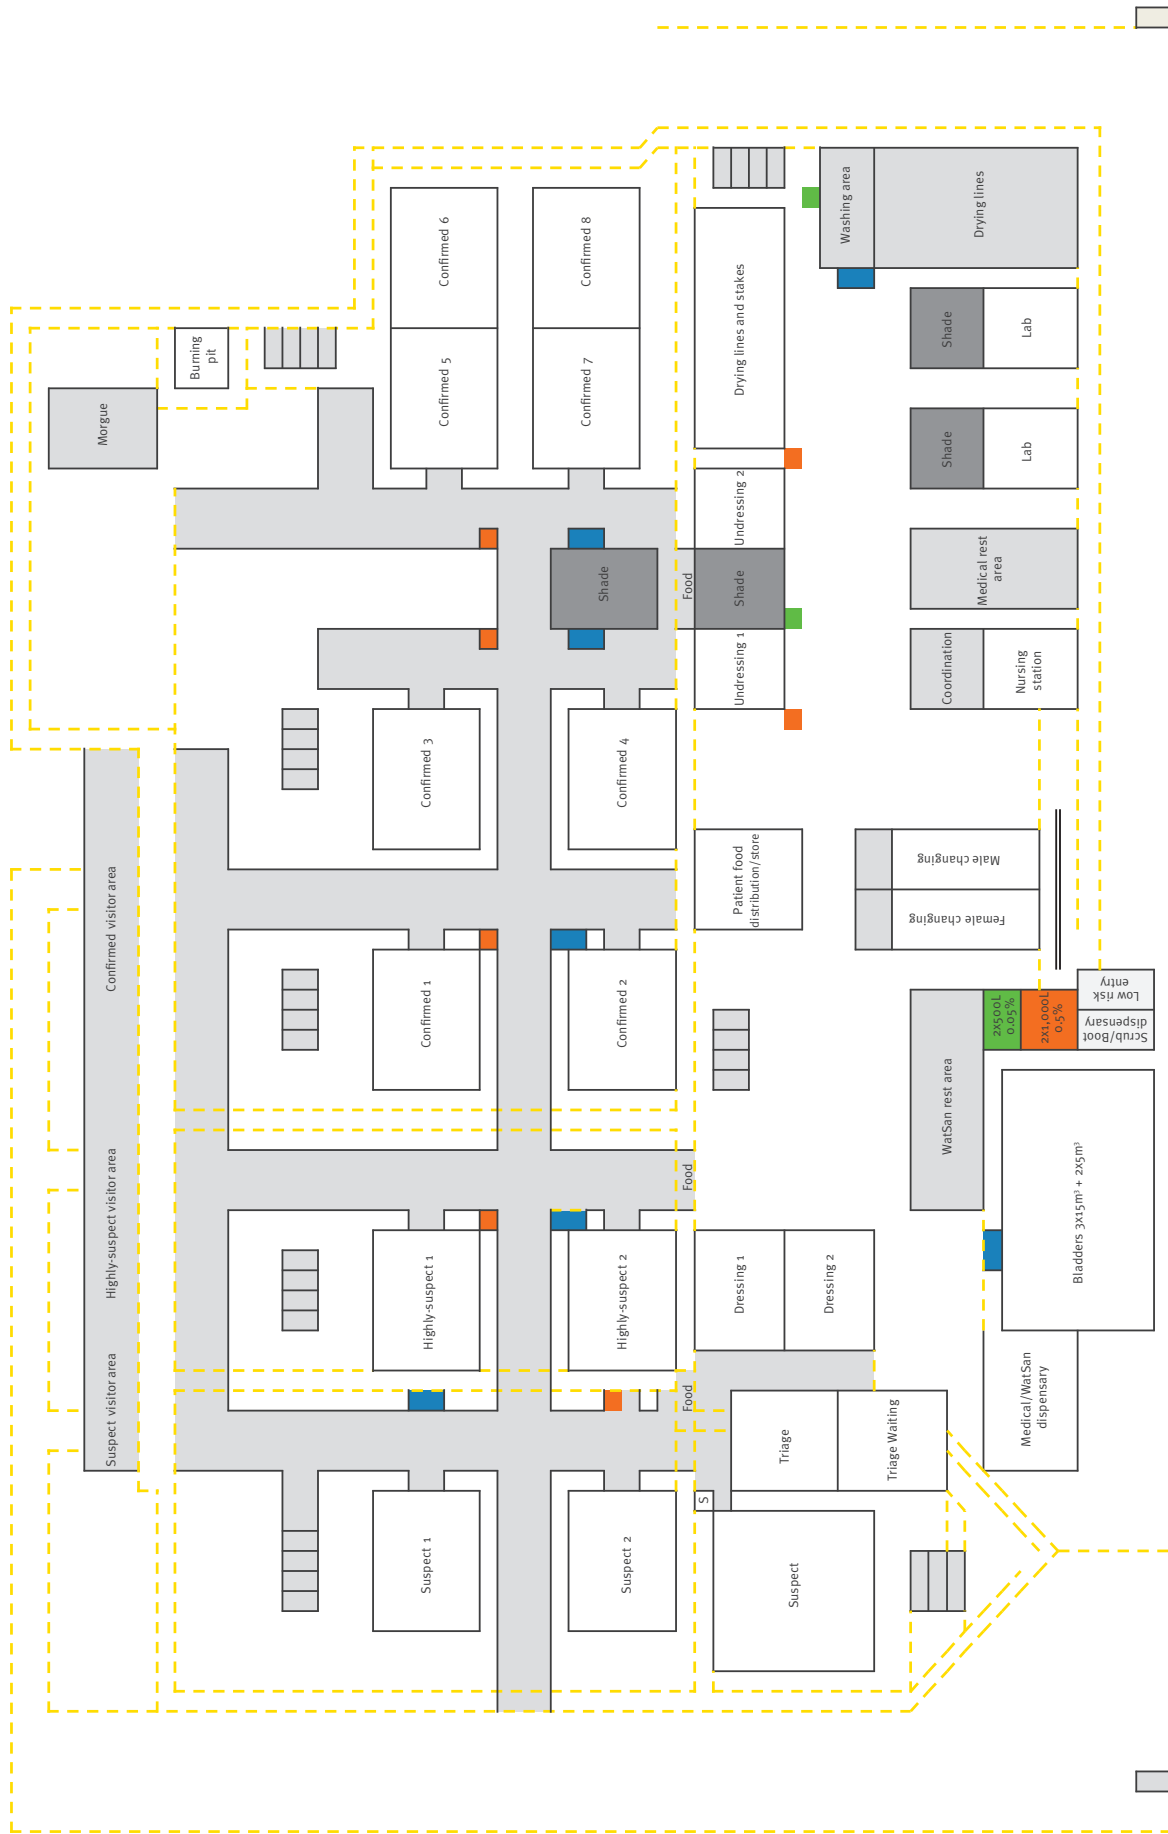 Morgue
Burning
pit
Confirmed 6
Confirmed 8
Confirmed 5
Confirmed 7
Washing area
Drying lines
Drying lines and stakes
Shade
Lab
Shade
Lab
Undressing 2
Shade
Food
Shade
Undressing 1
Medical rest
area
Coordination
Nursing
station
Confirmed 3
Confirmed 4
Patient food
distribution/store
Male changing
Female changing
Confirmed visitor area
Confirmed 1
Confirmed 2
WatSan rest area
2X500L
0.05%
2X1,000L
0.5%
Low risk
entry
Scrub/Boot
dispensary
Highly-suspect visitor area
Food
Highly-suspect 1
Highly-suspect 2
Dressing 1
Dressing 2
Bladders 3X15m³ + 2X5m³
Suspect visitor area
Food
Triage
Triage Waiting
Medical/WatSan
dispensary
S
Suspect 1
Suspect 2
Suspect